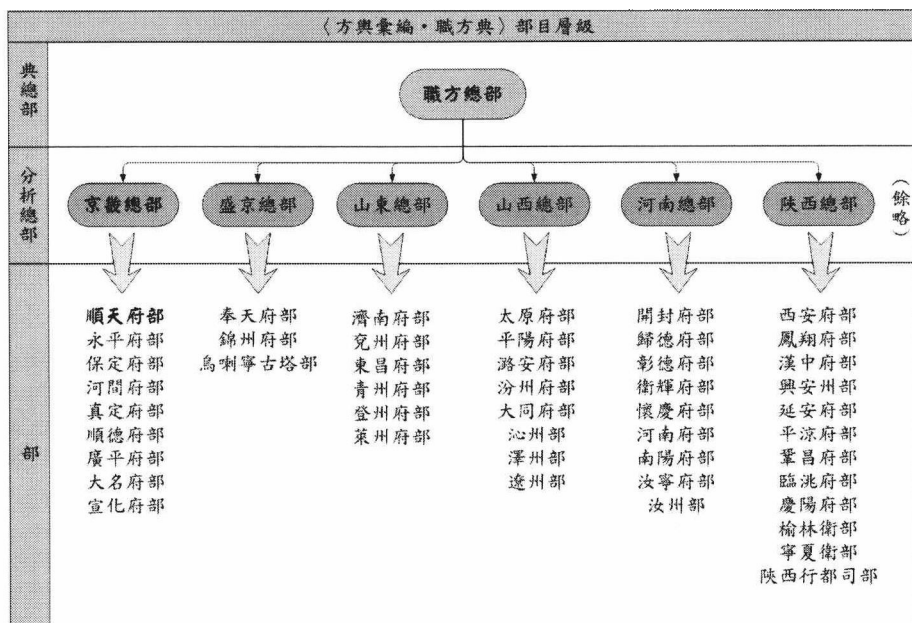 〈方輿彙編・職方典〉部目層級
典總部
職方總部
分析總部
京畿總部
盛京總部
山東總部
山西總部
河南總部
陝西總部
（餘略）
部
順天府部
永平府部
保定府部
河間府部
真定府部
順德府部
廣平府部
大名府部
宣化府部
奉天府部
錦州府部
烏喇寧古塔部
濟南府部
兗州府部
東昌府部
青州府部
登州府部
萊州府部
太原府部
平陽府部
潞安府部
汾州府部
大同府部
沁州部
澤州部
遼州部
開封府部
歸德府部
彰德府部
衛輝府部
懷慶府部
河南府部
南陽府部
汝寧府部
汝州部
西安府部
鳳翔府部
漢中府部
興安州部
延安府部
平涼府部
鞏昌府部
臨洮府部
慶陽府部
榆林衛部
寧夏衛部
陝西行都司部